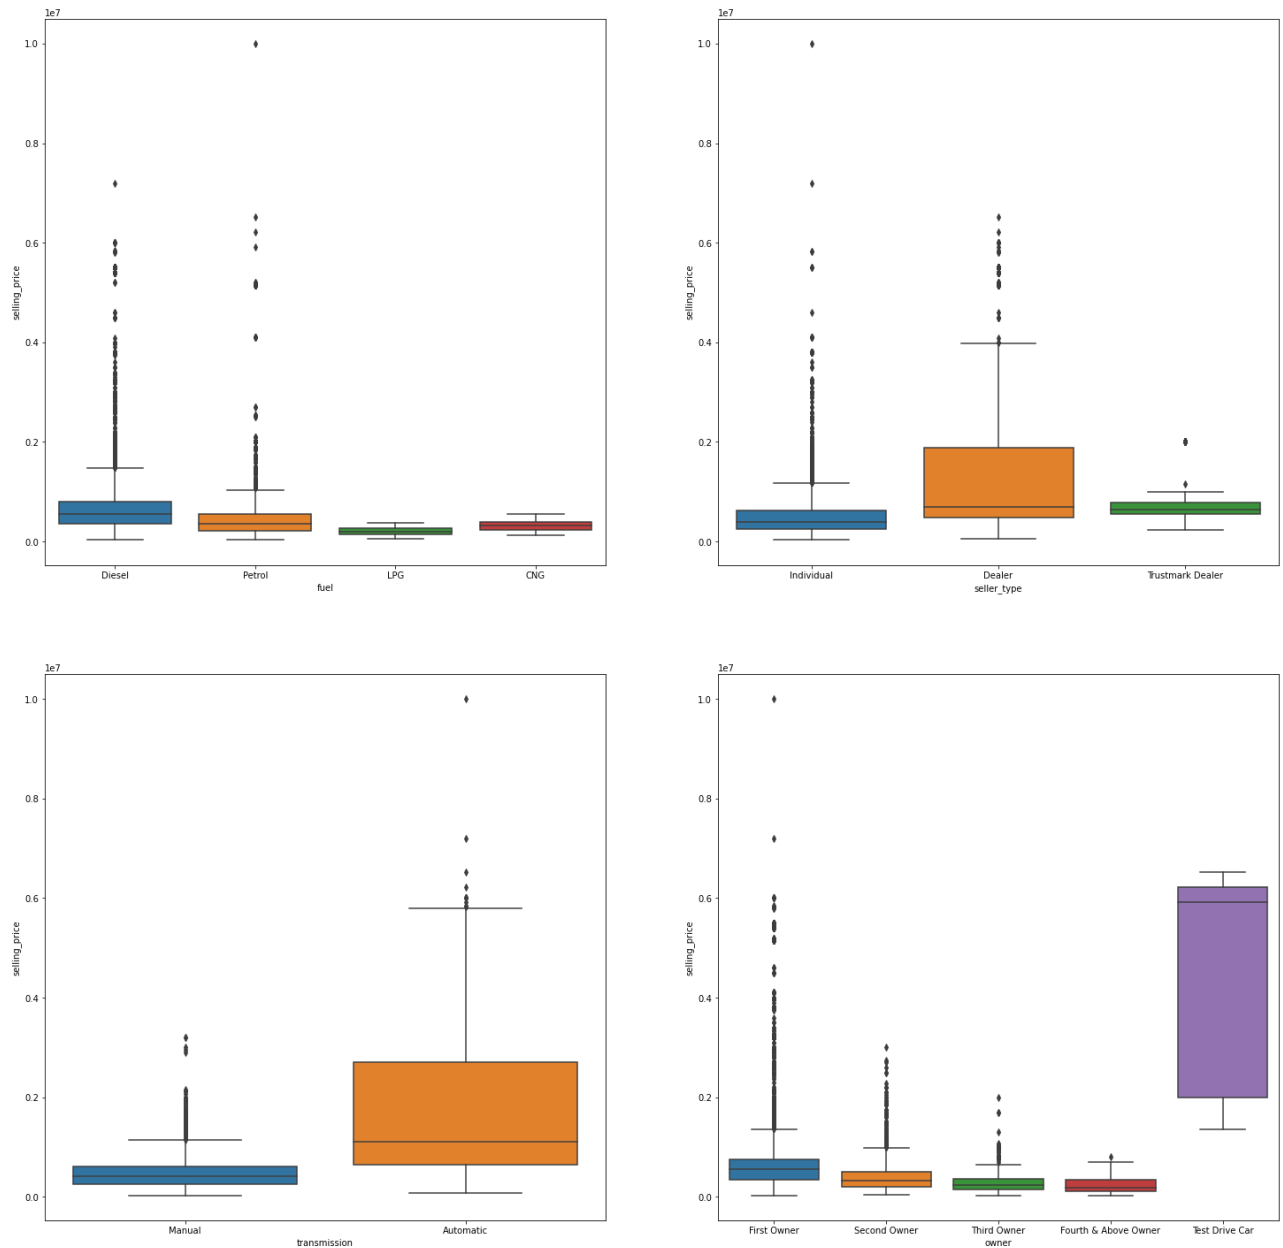 1e7
1.0
0.8
0.6
0.4
0.2
0.0
selling_price
Diesel Petrol LPG CNG
fuel
1e7
1.0
0.8
0.6
0.4
0.2
0.0
selling_price
Individual Dealer Trustmark Dealer
seller_type
1e7
1.0
0.8
0.6
0.4
0.2
0.0
selling_price
Manual Automatic
transmission
1e7
1.0
0.8
0.6
0.4
0.2
0.0
selling_price
First Owner Second Owner Third Owner Fourth & Above Owner Test Drive Car
owner